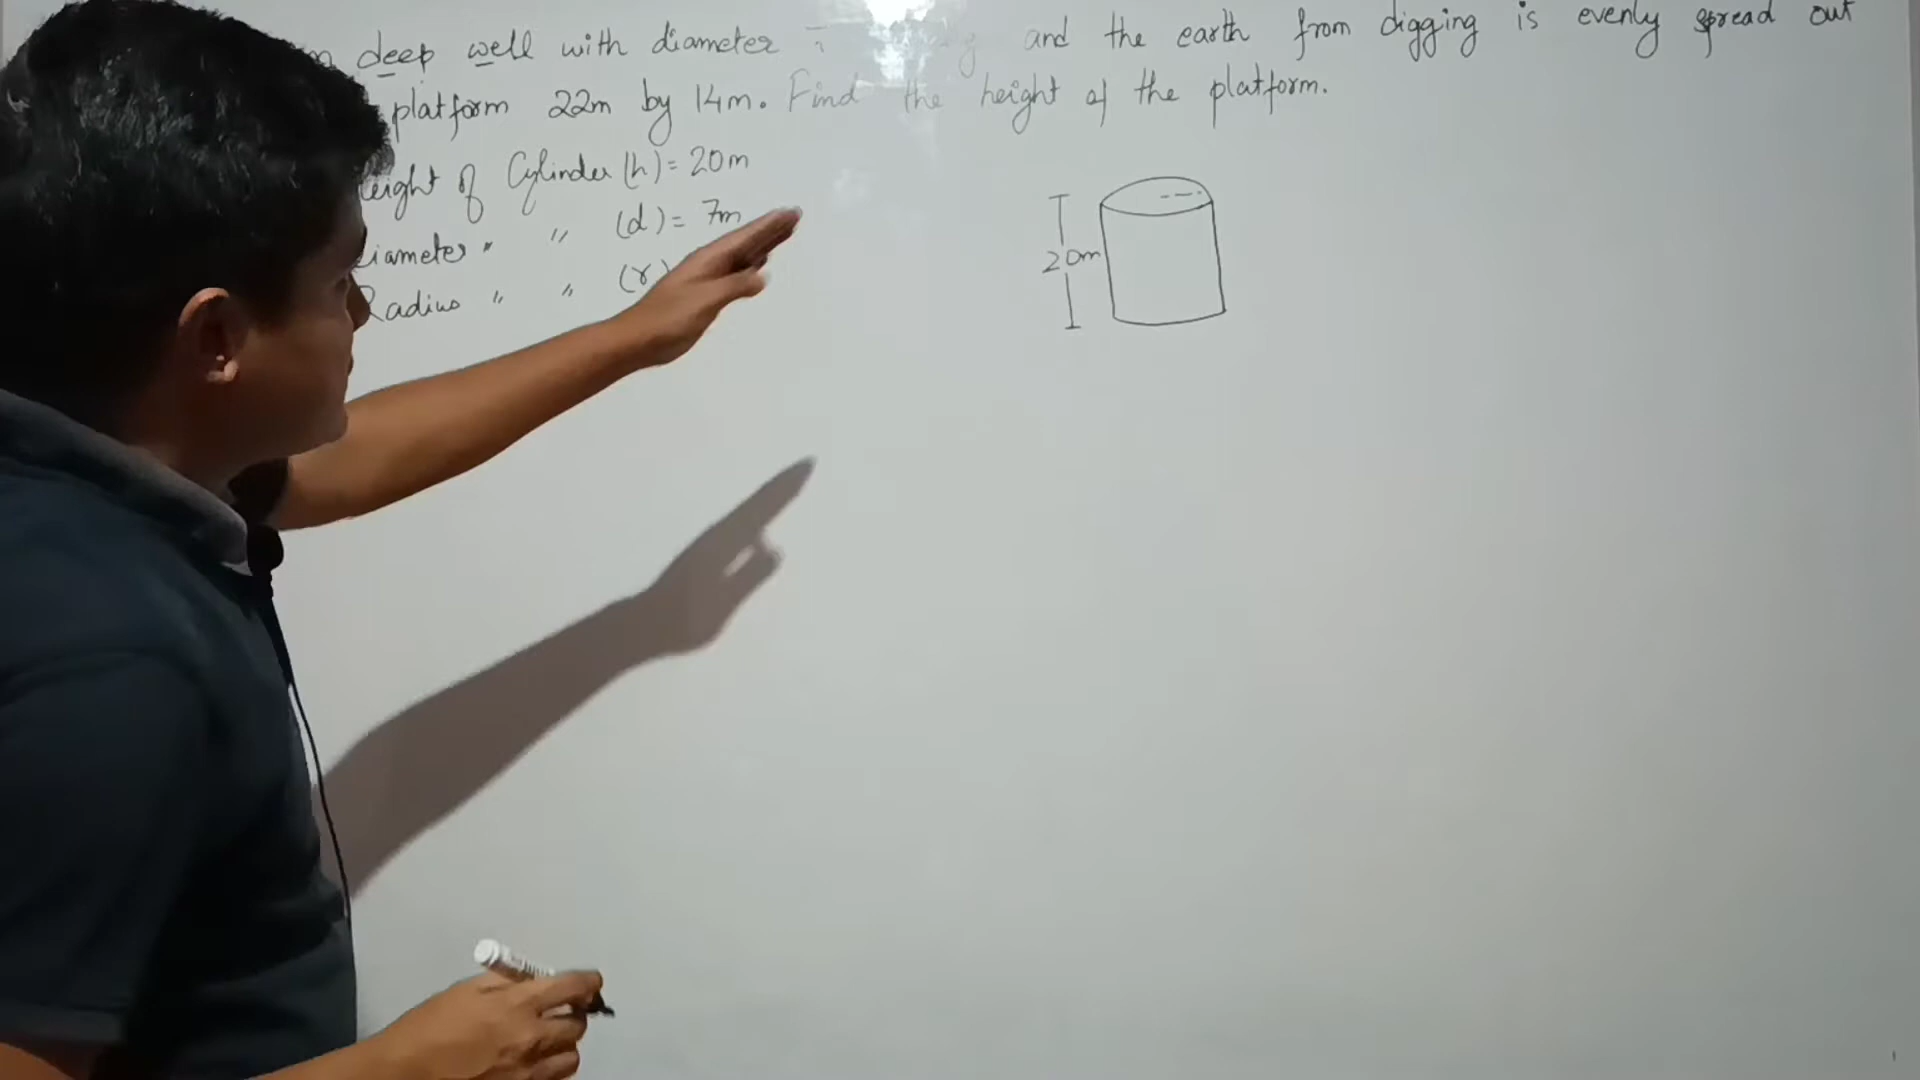 deep well with diameter and the earth from digging is evenly spread out
platform 22m by 14m. Find the height of the platform.
eight of Cylinder (h) = 20m
iameter " " (d) = 7m
Radius " " (r)
20m